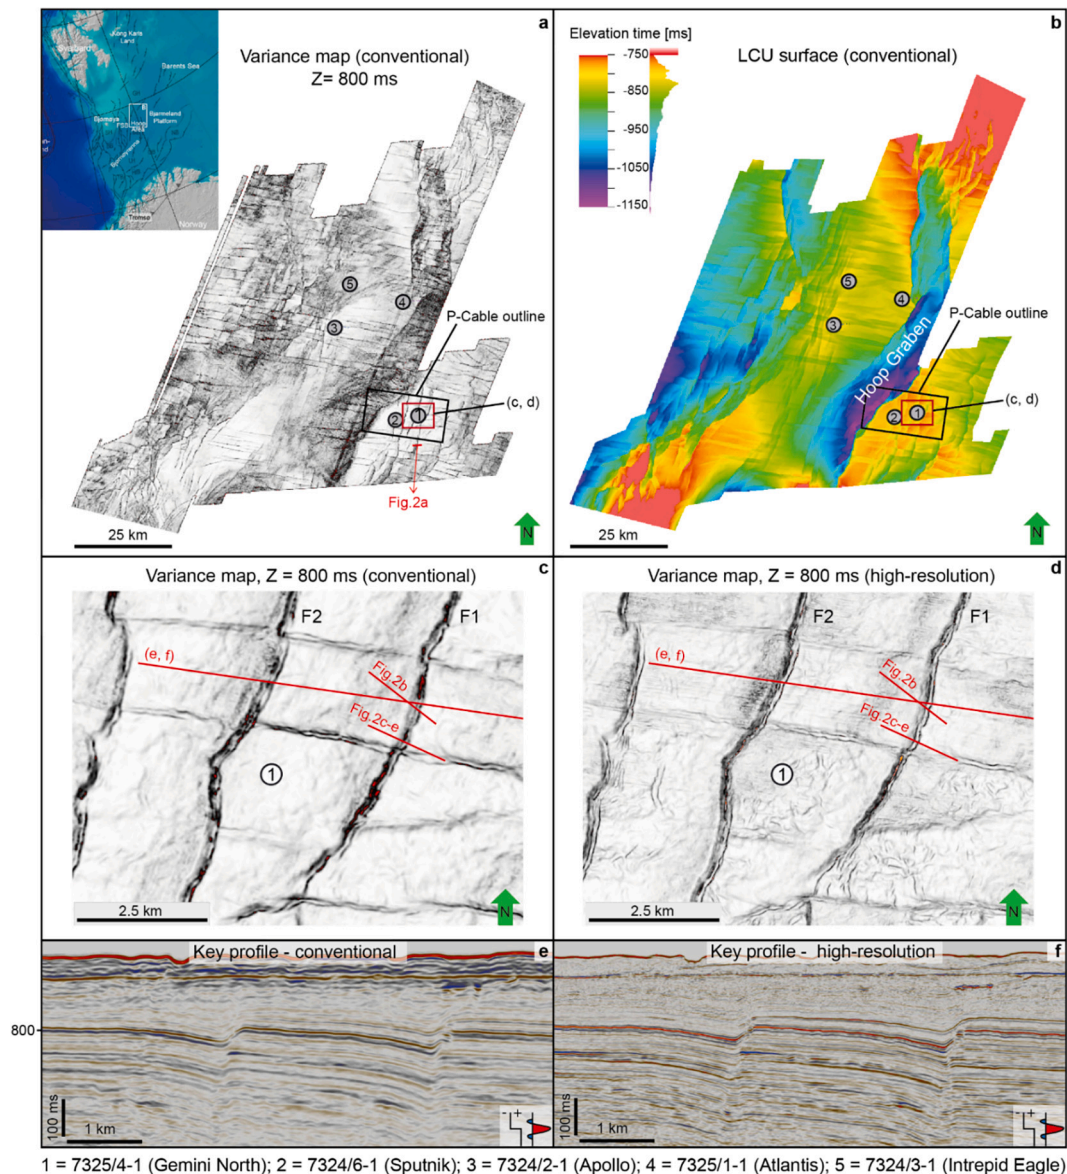 a
Variance map (conventional)
Z= 800 ms
Svalbard
Kong Karls
Land
Barents Sea
Bjørnøya
FSB
Hoop
Area
Bjarmeland
Platform
Bjørnøyrenna
Tromsø
Norway
5
4
3
P-Cable outline
(c, d)
2
1
Fig.2a
25 km
N
b
Elevation time [ms]
LCU surface (conventional)
-750
-850
-950
-1050
-1150
5
4
3
P-Cable outline
Hoop Graben
(c, d)
2
1
25 km
N
Variance map, Z = 800 ms (conventional)
c
F2
F1
(e, f)
Fig.2b
Fig.2c-e
1
2.5 km
N
Variance map, Z = 800 ms (high-resolution)
d
F2
F1
(e, f)
Fig.2b
Fig.2c-e
1
2.5 km
N
Key profile - conventional
e
800
100 ms
1 km
- +
Key profile - high-resolution
f
100 ms
1 km
- +
1 = 7325/4-1 (Gemini North); 2 = 7324/6-1 (Sputnik); 3 = 7324/2-1 (Apollo); 4 = 7325/1-1 (Atlantis); 5 = 7324/3-1 (Intrepid Eagle)